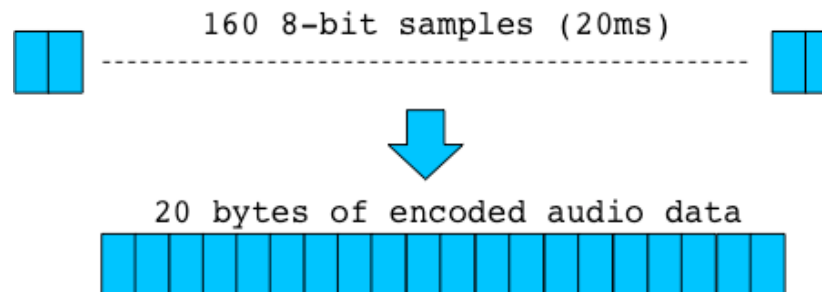 160 8-bit samples (20ms)
20 bytes of encoded audio data